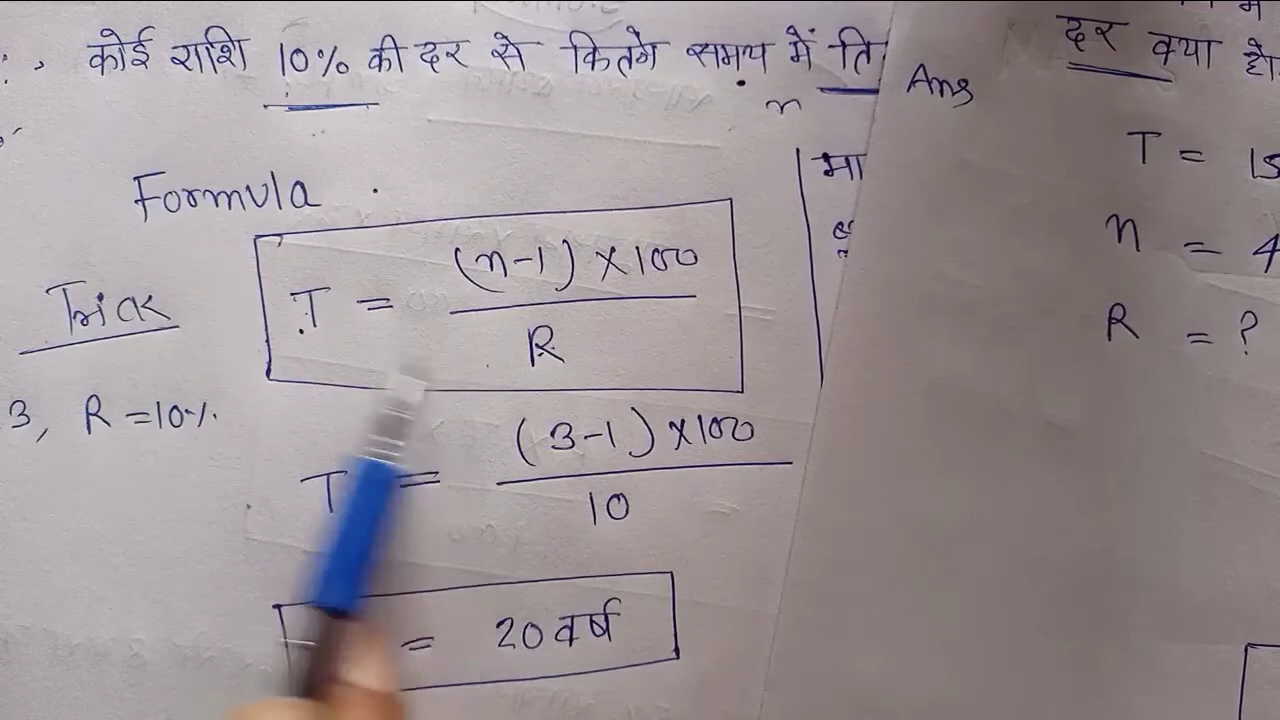 कोई राशि 10% की दर से कितने समय में ति
n
Formula
T = (n-1) × 100 / R
Trick
3, R = 10%
T = (3-1) × 100 / 10
= 20 वर्ष
मा
दर क्या हो
Ans
T = 15
n = 4
R = ?